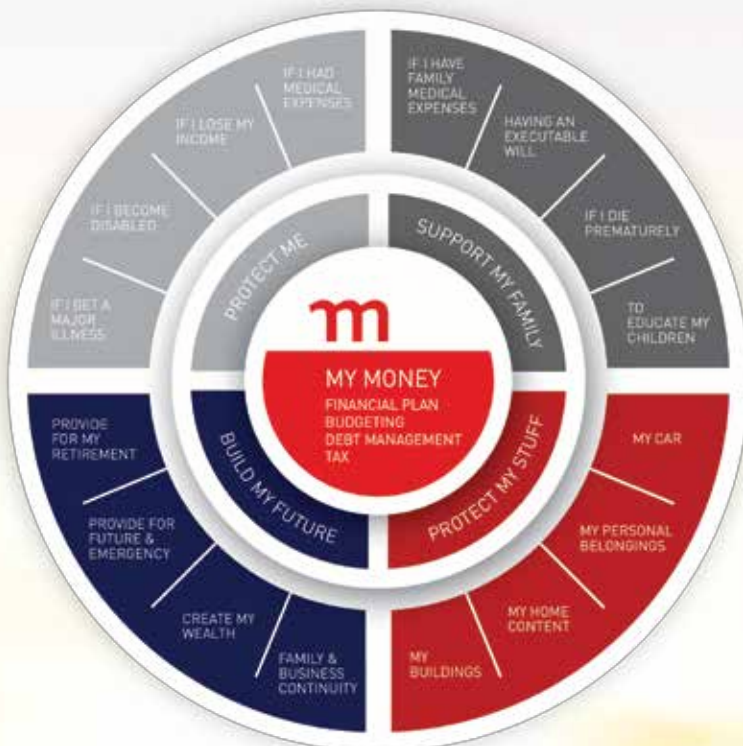 IF I HAD
MEDICAL
EXPENSES
IF I LOSE MY
INCOME
IF I BECOME
DISABLED
IF I GET A
MAJOR
ILLNESS
PROTECT ME
IF I HAVE
FAMILY
MEDICAL
EXPENSES
HAVING AN
EXECUTABLE
WILL
IF I DIE
PREMATURELY
TO
EDUCATE MY
CHILDREN
SUPPORT MY FAMILY
m
MY MONEY
FINANCIAL PLAN
BUDGETING
DEBT MANAGEMENT
TAX
BUILD MY FUTURE
PROVIDE
FOR MY
RETIREMENT
PROVIDE FOR
FUTURE &
EMERGENCY
CREATE MY
WEALTH
FAMILY &
BUSINESS
CONTINUITY
PROTECT MY STUFF
MY CAR
MY PERSONAL
BELONGINGS
MY HOME
CONTENT
MY
BUILDINGS